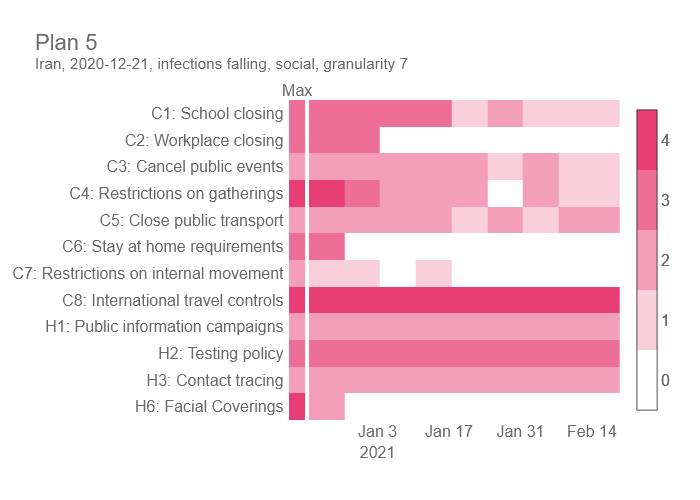 Plan 5
Iran, 2020-12-21, infections falling, social, granularity 7
Max
C1: School closing
C2: Workplace closing
C3: Cancel public events
C4: Restrictions on gatherings
C5: Close public transport
C6: Stay at home requirements
C7: Restrictions on internal movement
C8: International travel controls
H1: Public information campaigns
H2: Testing policy
H3: Contact tracing
H6: Facial Coverings
4
3
2
1
0
Jan 3 Jan 17 Jan 31 Feb 14
2021